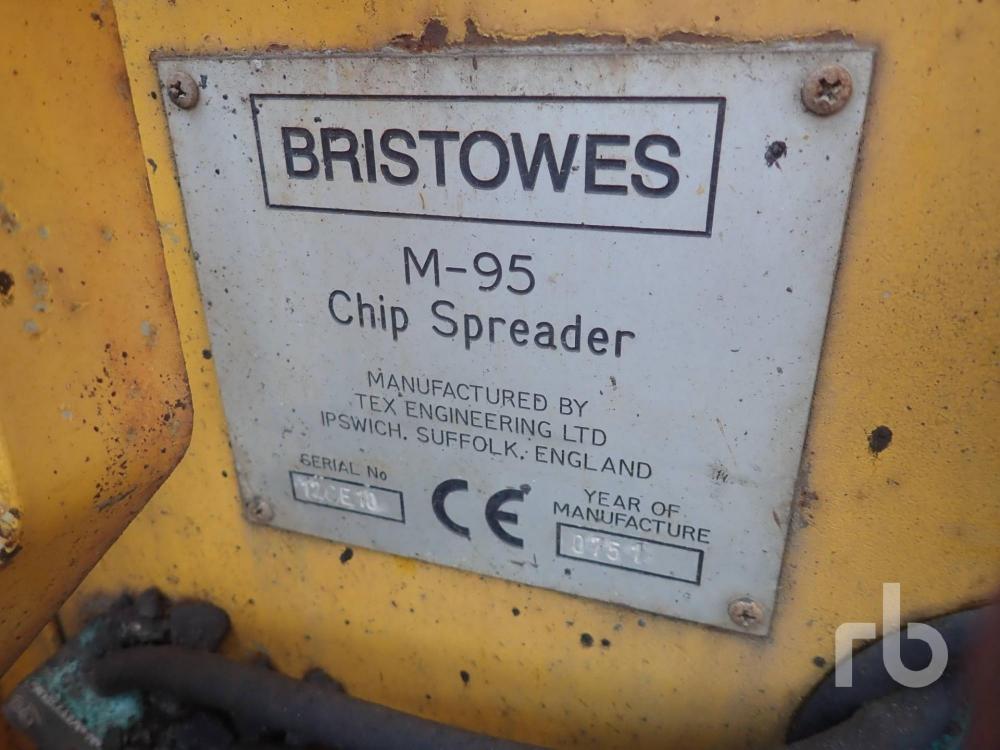 BRISTOWES
M-95
Chip Spreader
MANUFACTURED BY
TEX ENGINEERING LTD
IPSWICH, SUFFOLK, ENGLAND
SERIAL No
CE
YEAR OF
MANUFACTURE
rb